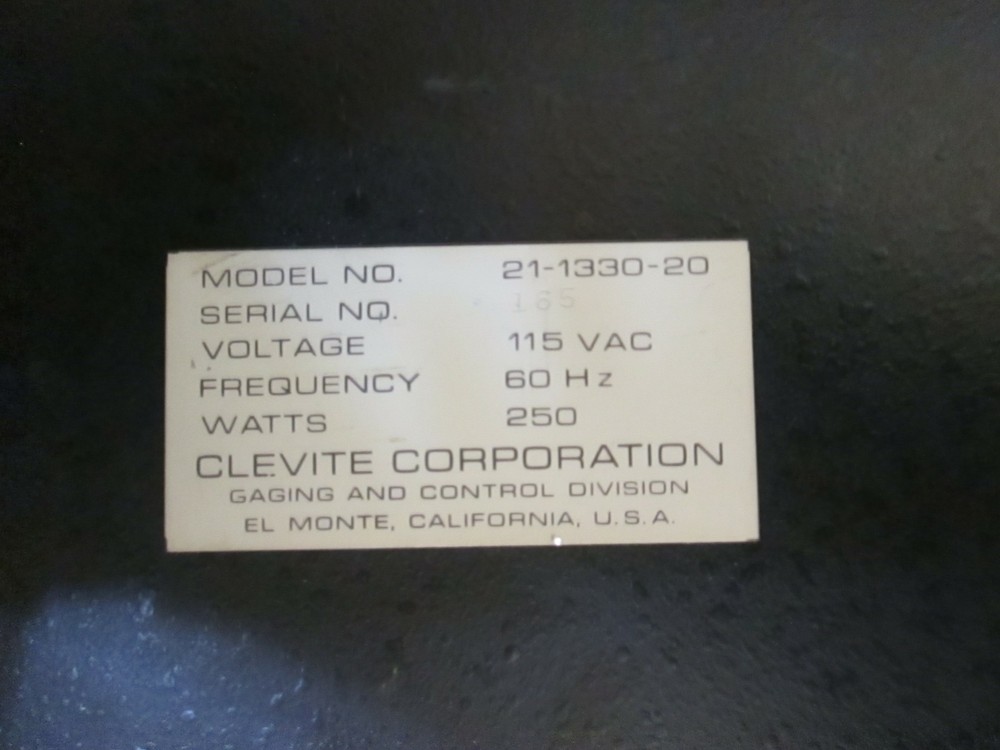 MODEL NO. 21-1330-20
SERIAL NO. 165
VOLTAGE 115 VAC
FREQUENCY 60 Hz
WATTS 250
CLEVITE CORPORATION
GAGING AND CONTROL DIVISION
EL MONTE, CALIFORNIA, U.S.A.